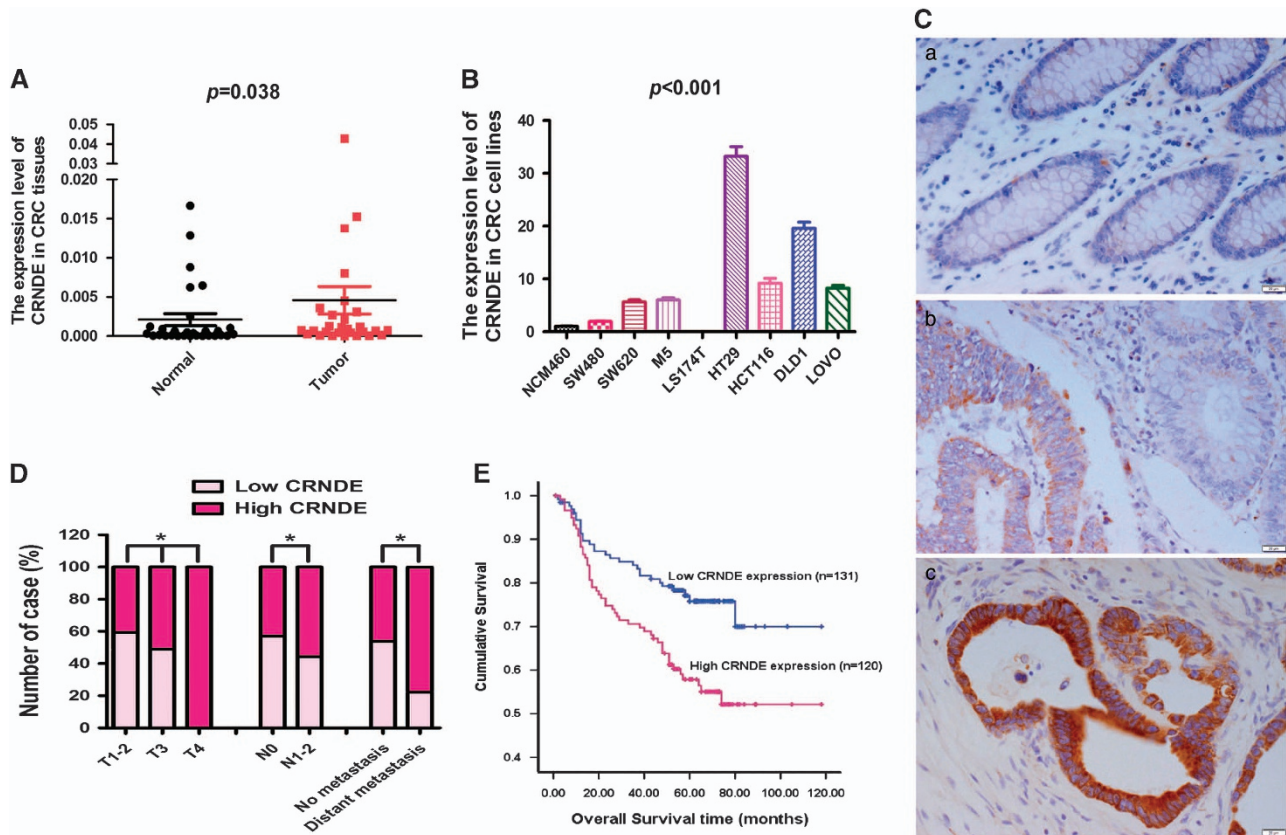 A
p=0.038
The expression level of
CRNDE in CRC tissues
0.05
0.04
0.03
0.020
0.015
0.010
0.005
0.000
Normal
Tumor
B
p<0.001
The expression level of
CRNDE in CRC cell lines
40
30
20
10
0
NCM460
SW480
SW620
M5
LS174T
HT29
HCT116
DLD1
LOVO
C
a
b
c
D
Low CRNDE
High CRNDE
Number of case (%)
120
100
80
60
40
20
0
* * *
T1-2
T3
T4
N0
N1-2
No metastasis
Distant metastasis
E
Cumulative Survival
1.0
0.9
0.8
0.7
0.6
0.5
0.4
Low CRNDE expression (n=131)
High CRNDE expression (n=120)
0.00 20.00 40.00 60.00 80.00 100.00 120.00
Overall Survival time (months)